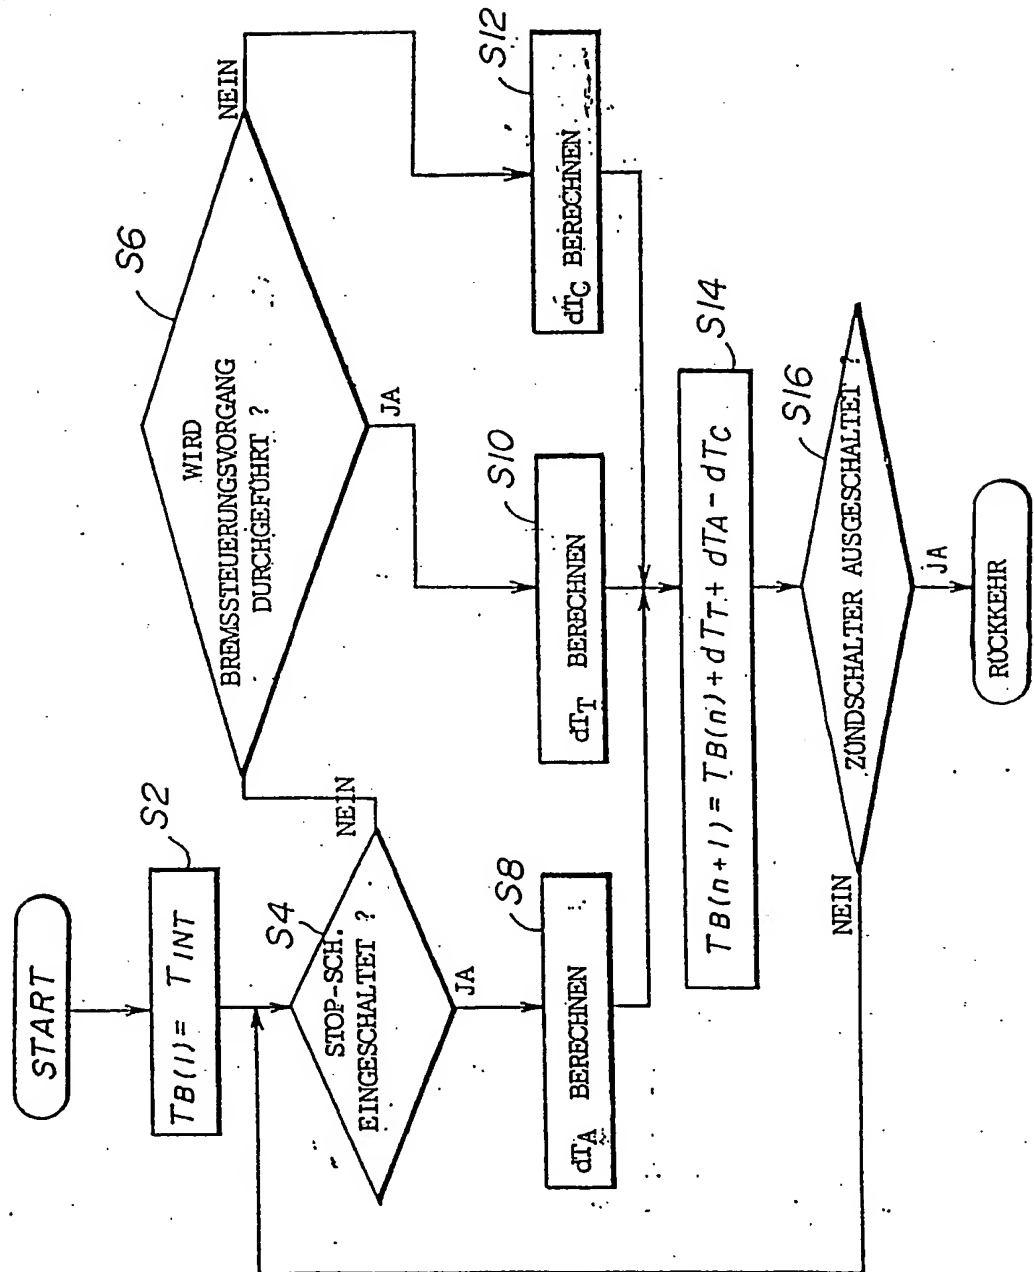 START
S2
TB(1) = TINT
S4
STOP-SCH.
EINGESCHALTET ?
NEIN
JA
S6
WIRD
BREMSSTEUERUNGSVORGANG
DURCHGEFÜHRT ?
NEIN
JA
S8
dTA BERECHNEN
S10
dTT BERECHNEN
S12
dTC BERECHNEN
S14
TB(n+1) = TB(n) + dTT + dTA - dTC
S16
ZÜNDSCHALTER AUSGESCHALTET ?
NEIN
JA
RÜCKKEHR